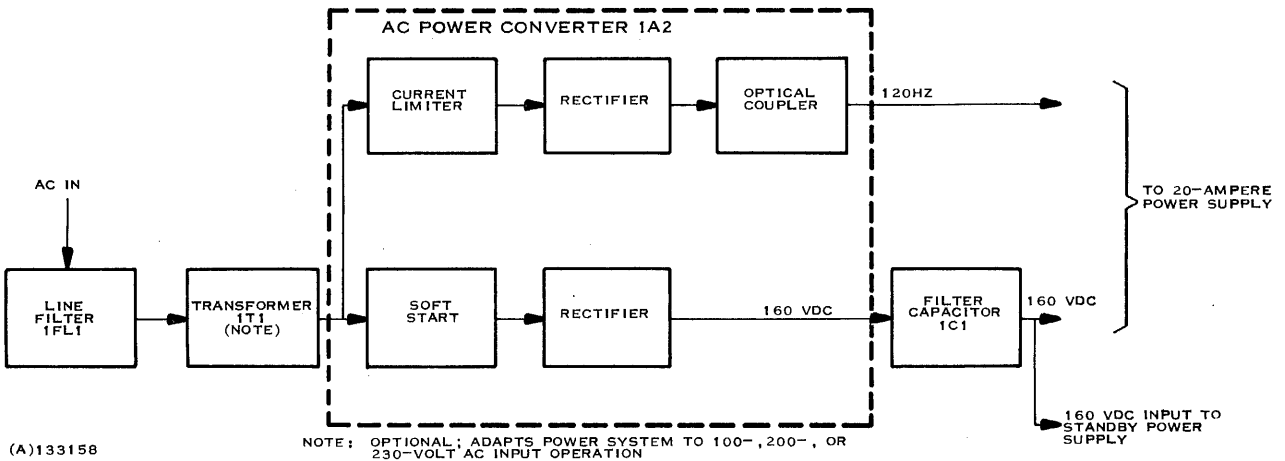 AC POWER CONVERTER 1A2
CURRENT
LIMITER
RECTIFIER
OPTICAL
COUPLER
120HZ
AC IN
TO 20-AMPERE
POWER SUPPLY
LINE
FILTER
1FL1
TRANSFORMER
1T1
(NOTE)
SOFT
START
RECTIFIER
160 VDC
FILTER
CAPACITOR
1C1
160 VDC
160 VDC INPUT TO
STANDBY POWER
SUPPLY
(A)133158
NOTE; OPTIONAL; ADAPTS POWER SYSTEM TO 100-,200-, OR
230-VOLT AC INPUT OPERATION